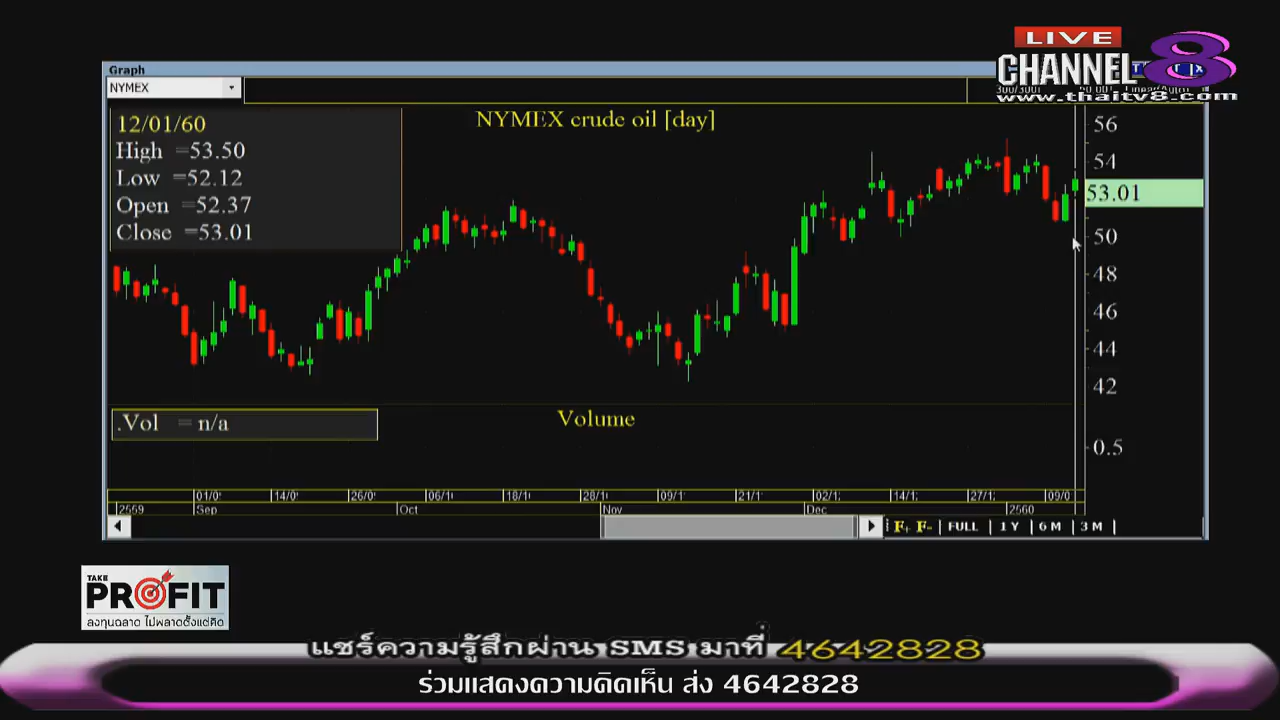 LIVE
CHANNEL 8
www.thaitv8.com
Graph
NYMEX
NYMEX crude oil [day]
12/01/60
High =53.50
Low =52.12
Open =52.37
Close =53.01
56
54
53.01
50
48
46
44
42
.Vol = n/a
Volume
0.5
01/0 14/0 26/0 06/1 18/1 28/1 09/1 21/1 02/1 14/1 27/1 09/0
2559 Sep Oct Nov Dec 2560
F+ F- FULL 1 Y 6 M 3 M
TAKE
PROFIT
ลงทุนฉลาด ไม่พลาดตั้งแต่คิด
แชร์ความรู้สึกผ่าน SMS มาที่ 4642828
ร่วมแสดงความคิดเห็น ส่ง 4642828